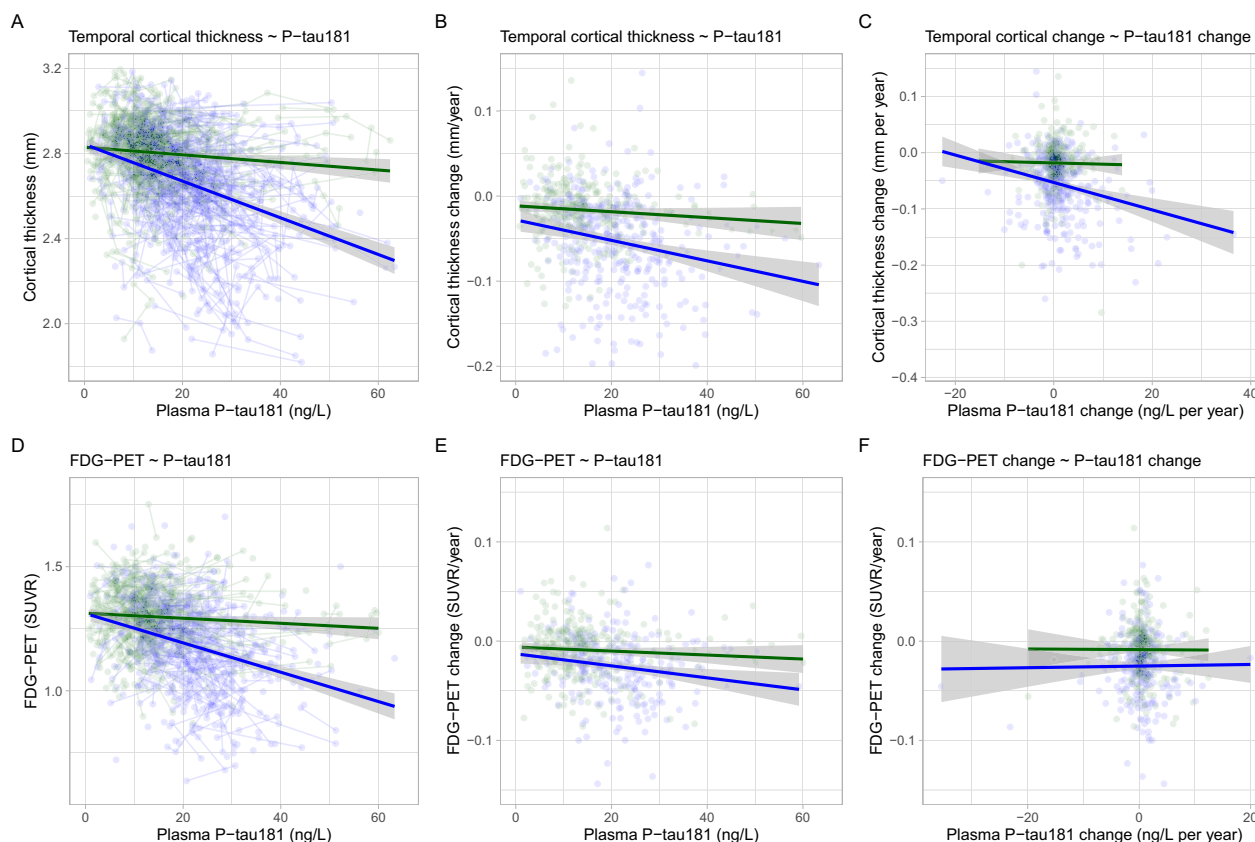 A
Temporal cortical thickness ~ P−tau181
Cortical thickness (mm)
3.2
2.8
2.4
2.0
0
20
40
60
Plasma P−tau181 (ng/L)
B
Temporal cortical thickness ~ P−tau181
Cortical thickness change (mm/year)
0.1
0.0
−0.1
−0.2
0
20
40
60
Plasma P−tau181 (ng/L)
C
Temporal cortical change ~ P−tau181 change
Cortical thickness change (mm per year)
0.1
0.0
−0.1
−0.2
−0.3
−0.4
−20
0
20
40
Plasma P−tau181 change (ng/L per year)
D
FDG−PET ~ P−tau181
FDG−PET (SUVR)
1.5
1.0
0
20
40
60
Plasma P−tau181 (ng/L)
E
FDG−PET ~ P−tau181
FDG−PET change (SUVR/year)
0.1
0.0
−0.1
0
20
40
60
Plasma P−tau181 (ng/L)
F
FDG−PET change ~ P−tau181 change
FDG−PET change (SUVR/year)
0.1
0.0
−0.1
−20
0
20
Plasma P−tau181 change (ng/L per year)